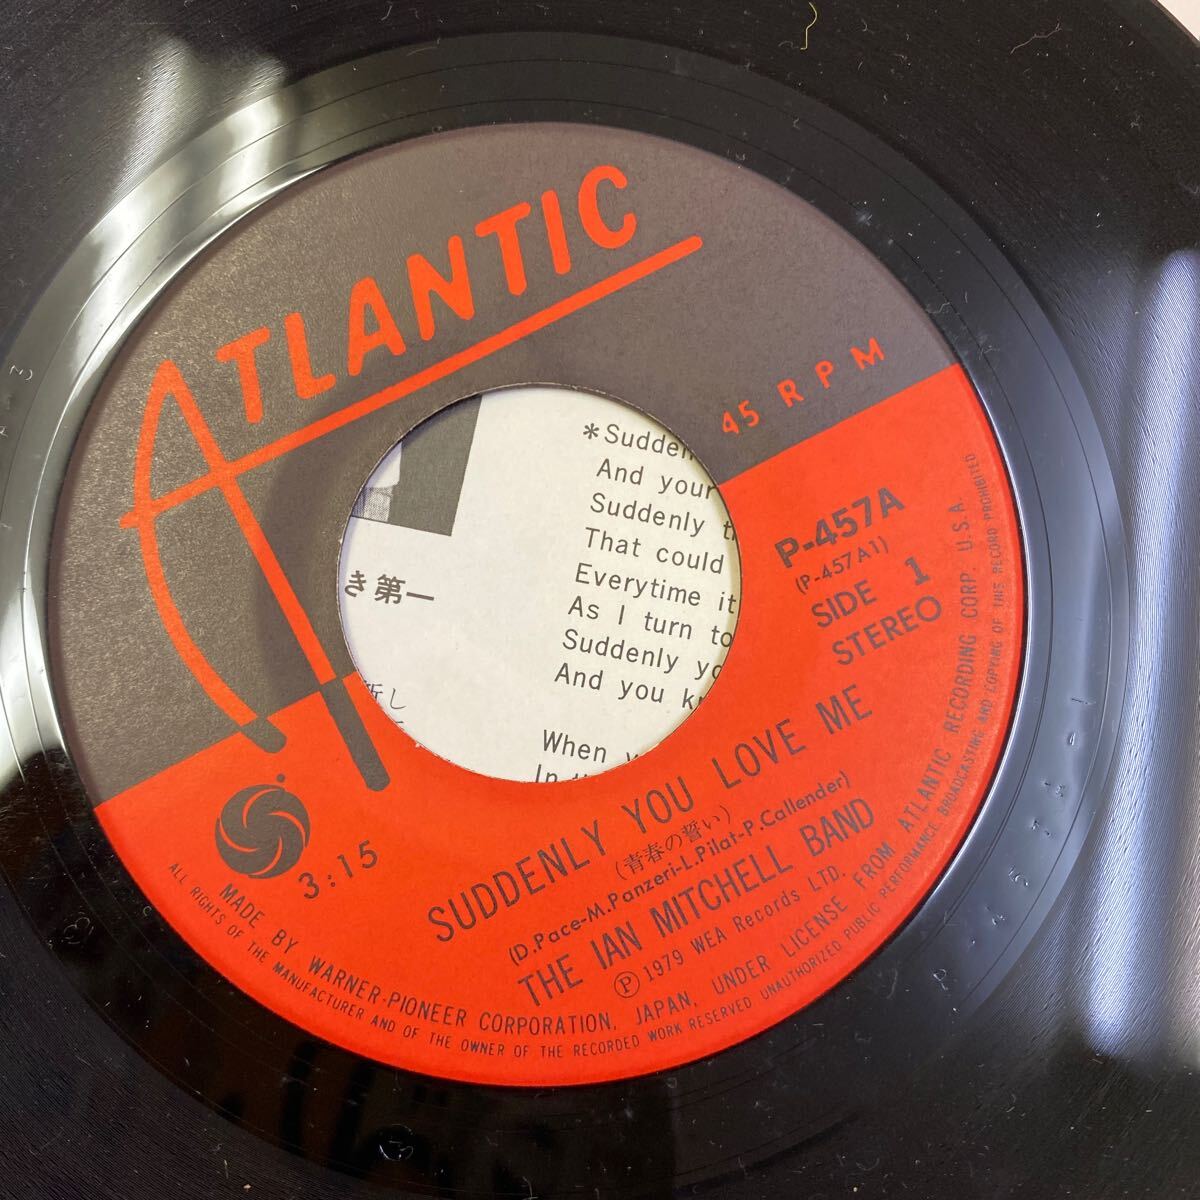 ATLANTIC
45 RPM
P-457A
(P-457A1)
SIDE 1
STEREO
3:15
SUDDENLY YOU LOVE ME
(青春の誓い)
(D.Pace-M.Panzeri-L.Pilat-P.Callender)
THE IAN MITCHELL BAND
Ⓟ 1979 WEA Records LTD.
MADE BY WARNER-PIONEER CORPORATION, JAPAN, UNDER LICENSE FROM ATLANTIC RECORDING CORP. U.S.A.
ALL RIGHTS OF THE MANUFACTURER AND OF THE OWNER OF THE RECORDED WORK RESERVED UNAUTHORIZED PUBLIC PERFORMANCE BROADCASTING AND COPYING OF THIS RECORD PROHIBITED
*
And your
Suddenly
That could
Everytime it
As I turn to
Suddenly
And you
When
In
き第一